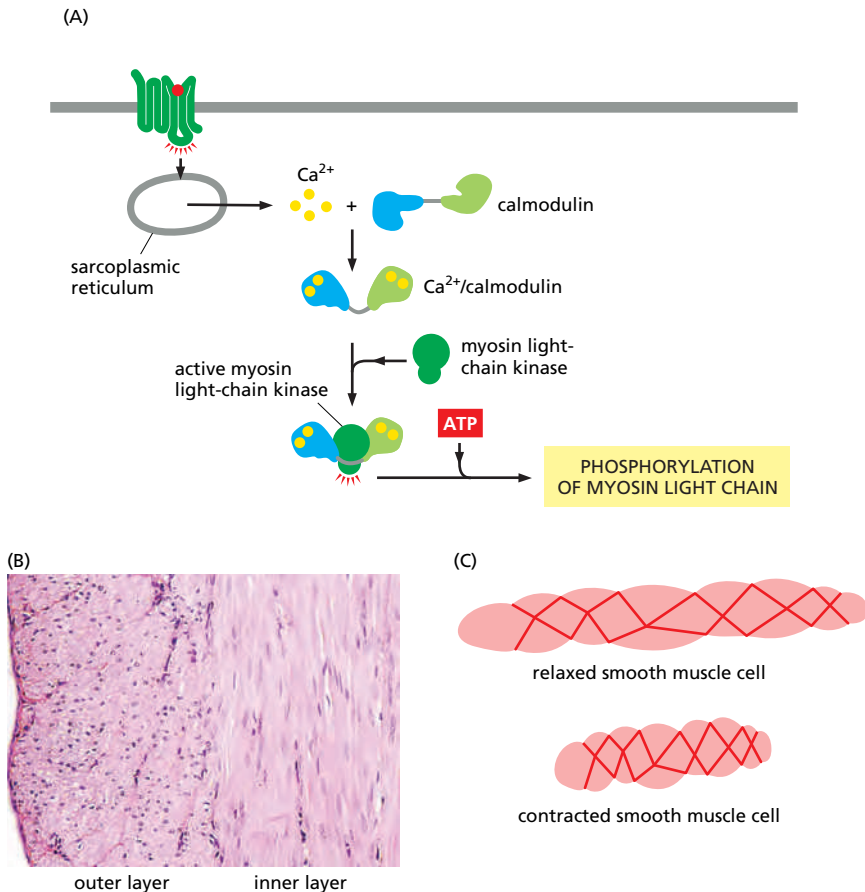 (A)
Ca2+
+
calmodulin
sarcoplasmic
reticulum
Ca2+/calmodulin
myosin light-
chain kinase
active myosin
light-chain kinase
ATP
PHOSPHORYLATION
OF MYOSIN LIGHT CHAIN
(B)
outer layer
inner layer
(C)
relaxed smooth muscle cell
contracted smooth muscle cell